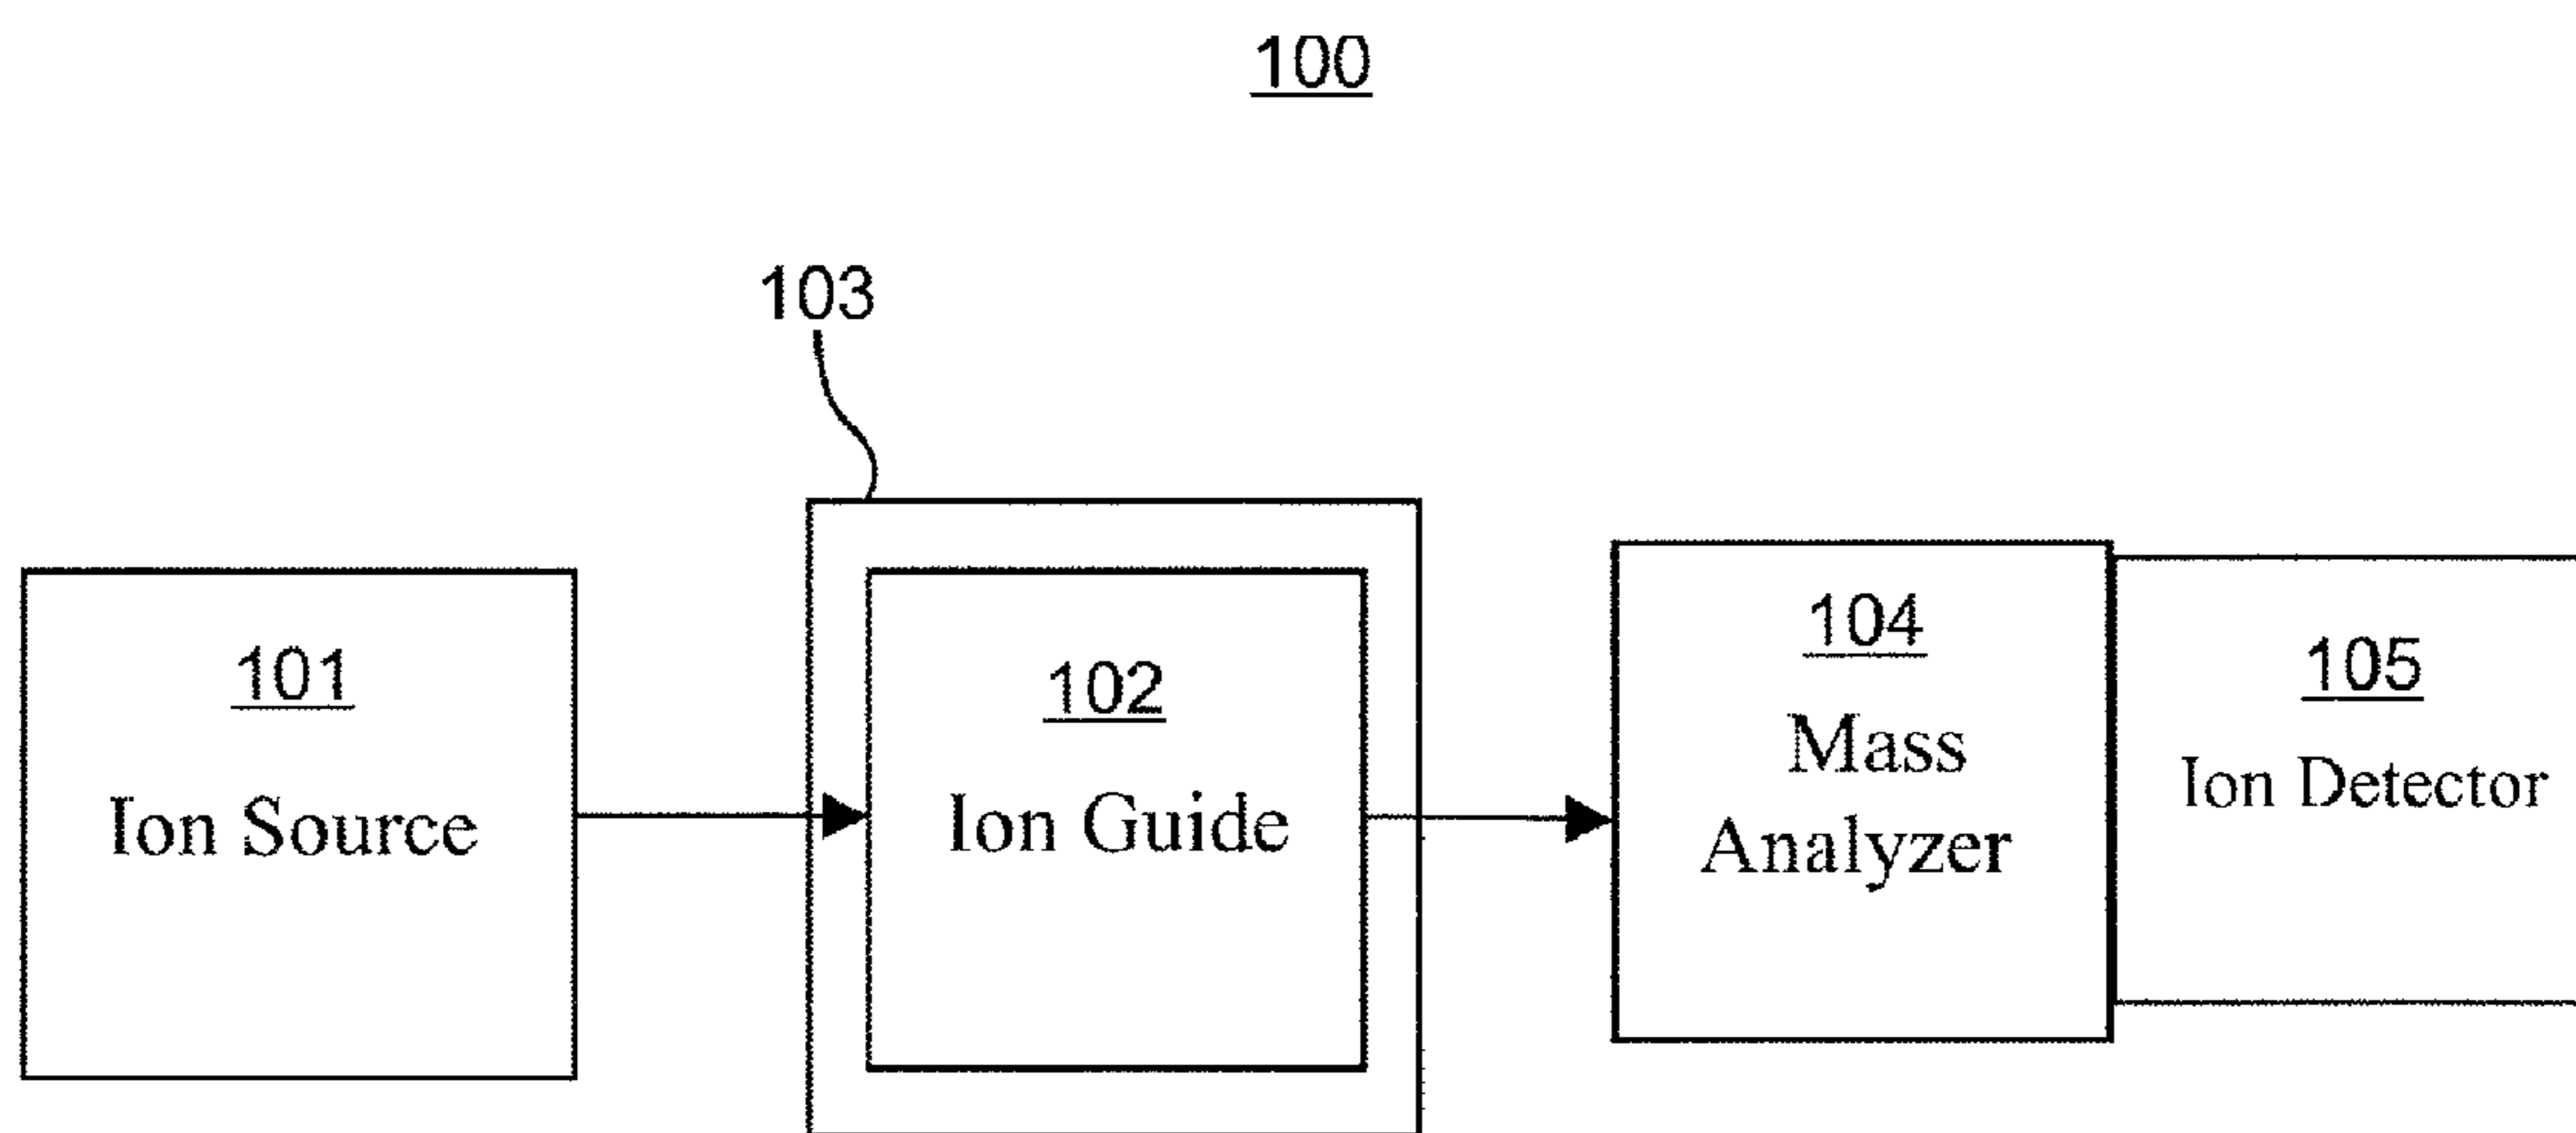 100
103
101
Ion Source
102
Ion Guide
104
Mass
Analyzer
105
Ion Detector